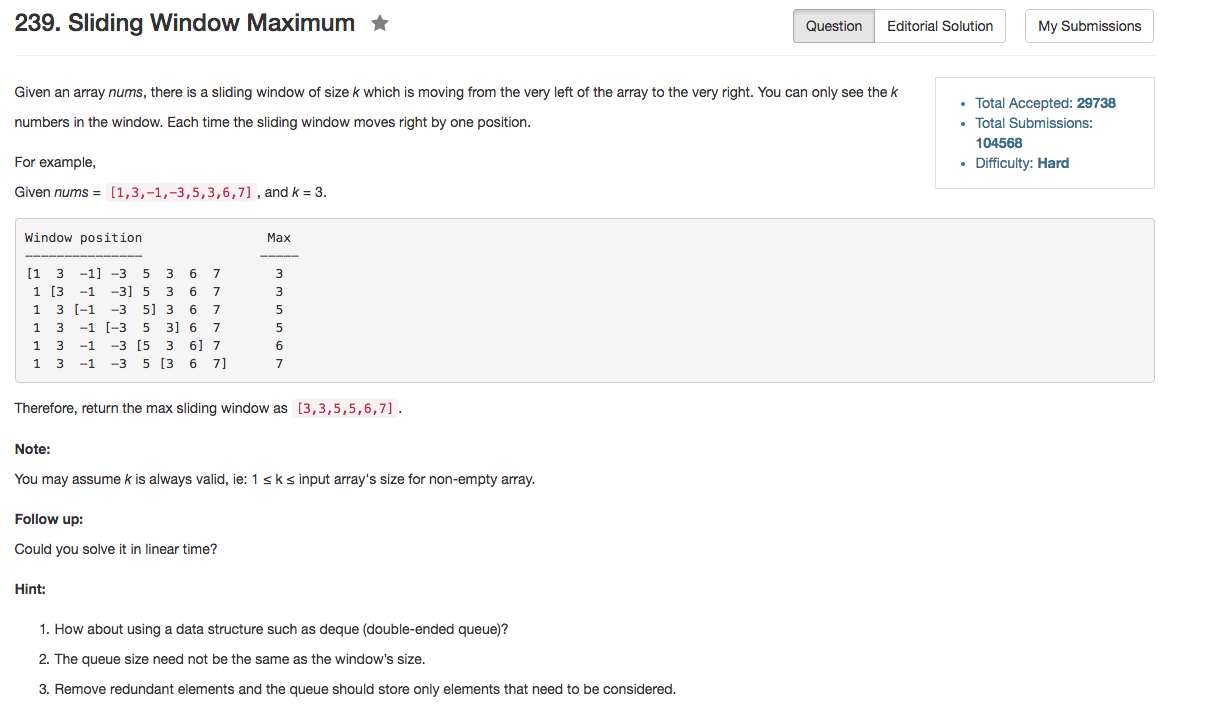 239. Sliding Window Maximum
Question
Editorial Solution
My Submissions
Given an array nums, there is a sliding window of size k which is moving from the very left of the array to the very right. You can only see the k
numbers in the window. Each time the sliding window moves right by one position.
• Total Accepted: 29738
• Total Submissions:
104568
• Difficulty: Hard
For example,
Given nums = [1,3,-1,-3,5,3,6,7], and k = 3.
Window position                Max
---------------               -----
[1  3  -1] -3  5  3  6  7       3
 1 [3  -1  -3] 5  3  6  7       3
 1  3 [-1  -3  5] 3  6  7       5
 1  3  -1 [-3  5  3] 6  7       5
 1  3  -1  -3 [5  3  6] 7       6
 1  3  -1  -3  5 [3  6  7]      7
Therefore, return the max sliding window as [3,3,5,5,6,7].
Note:
You may assume k is always valid, ie: 1 ≤ k ≤ input array's size for non-empty array.
Follow up:
Could you solve it in linear time?
Hint:
1. How about using a data structure such as deque (double-ended queue)?
2. The queue size need not be the same as the window's size.
3. Remove redundant elements and the queue should store only elements that need to be considered.